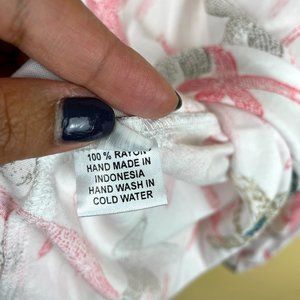 100 % RAYON
HAND MADE IN
INDONESIA
HAND WASH IN
COLD WATER